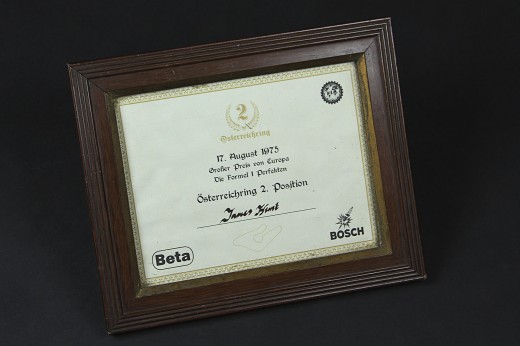 2
Österreichring
17. August 1975
Großer Preis von Europa
Die Formel 1 Perfekten
Österreichring 2. Position
James Hunt
Beta
BOSCH